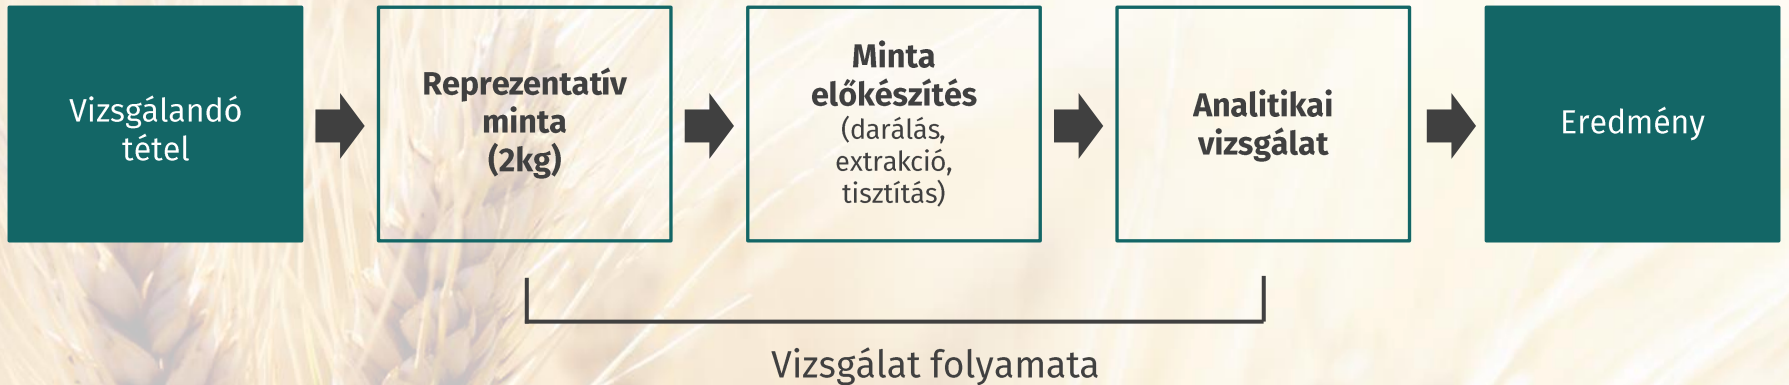 Vizsgálandó
tétel
Reprezentatív
minta
(2kg)
Minta
előkészítés
(darálás,
extrakció,
tisztítás)
Analitikai
vizsgálat
Eredmény
Vizsgálat folyamata